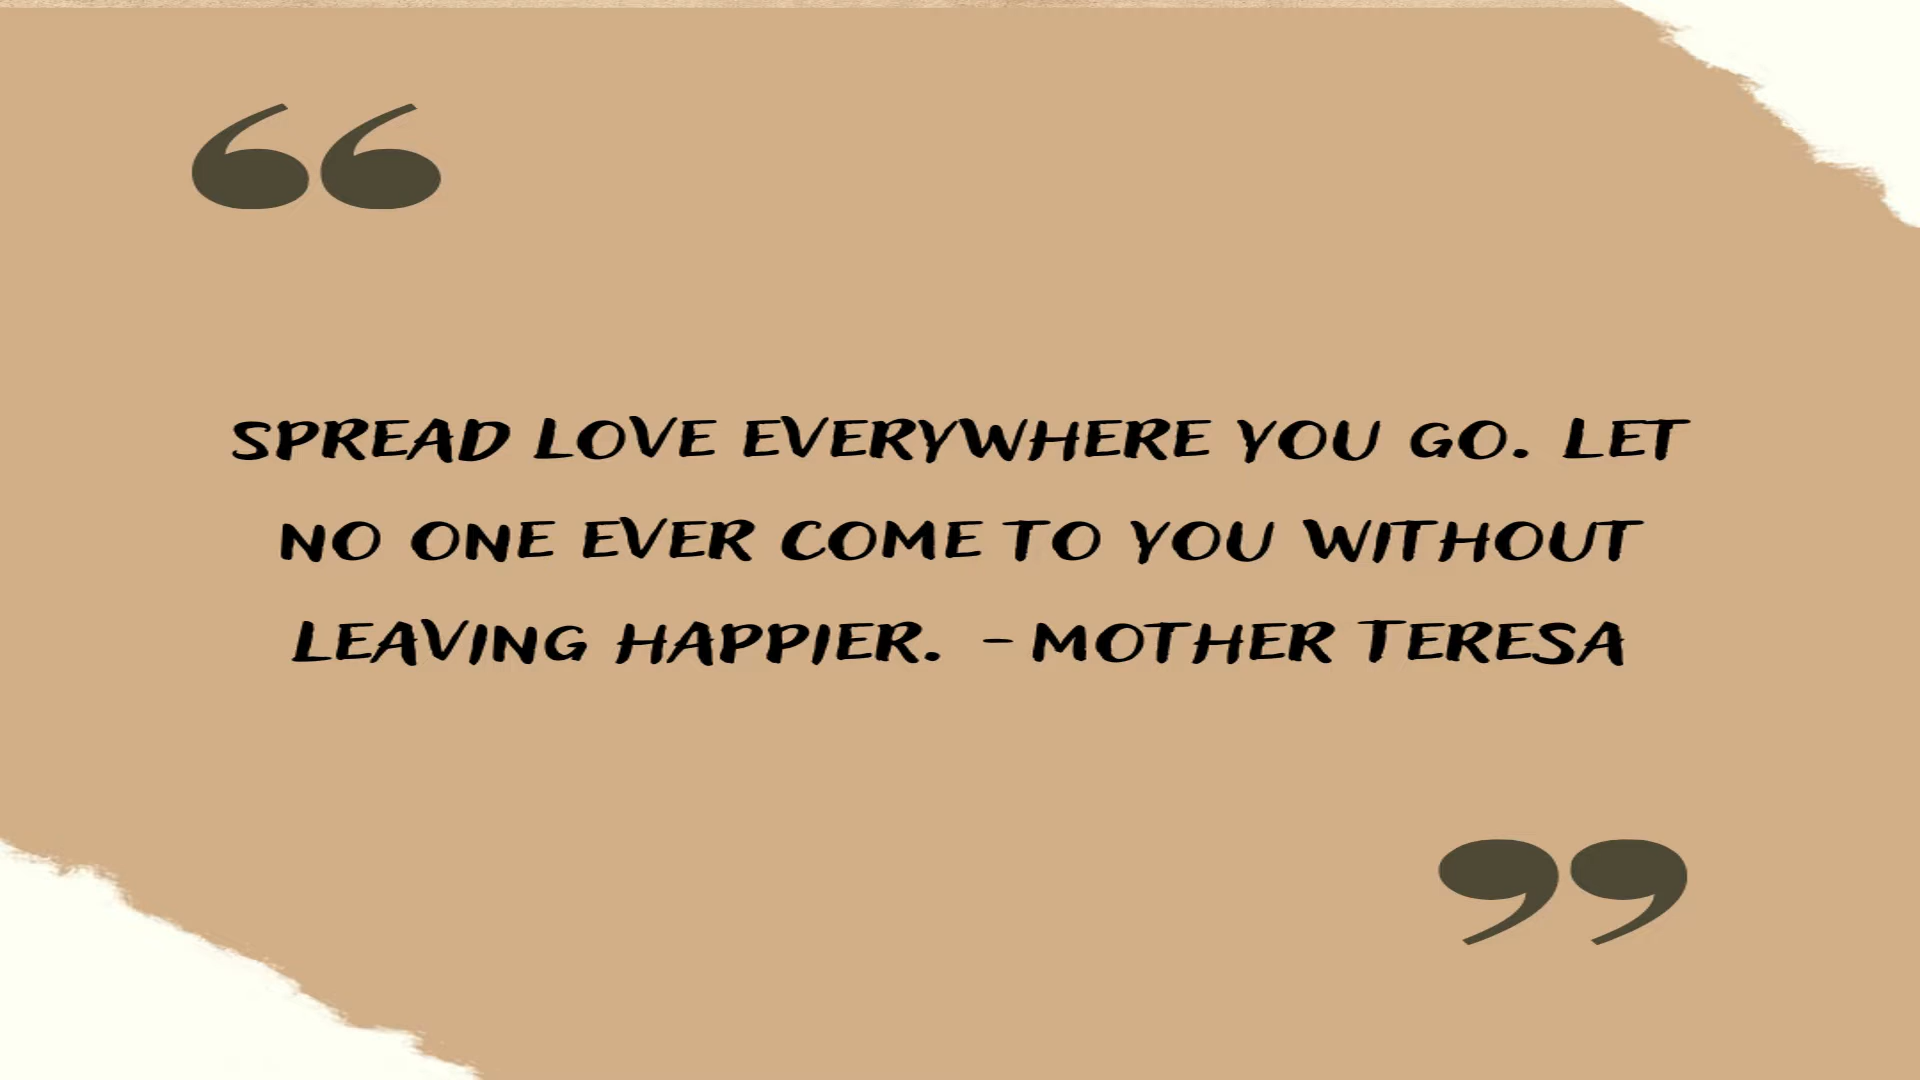 SPREAD LOVE EVERYWHERE YOU GO. LET
NO ONE EVER COME TO YOU WITHOUT
LEAVING HAPPIER. - MOTHER TERESA